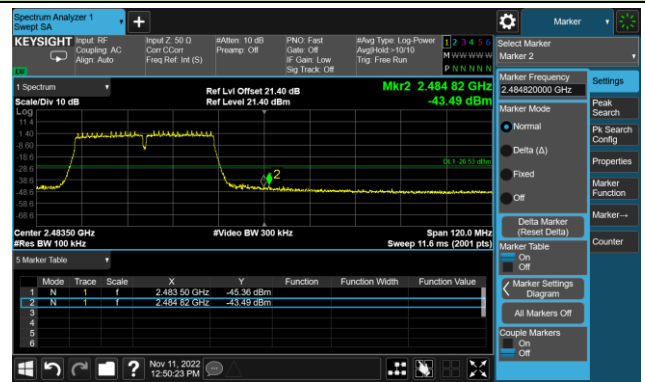 Spectrum Analyzer 1
Swept SA
Marker
KEYSIGHT
Input: RF
Coupling: AC
Align: Auto
Input Z: 50 Ω
Corr CCorr
Freq Ref: Int (S)
#Atten: 10 dB
Preamp: Off
PNO: Fast
Gate: Off
IF Gain: Low
Sig Track: Off
#Avg Type: Log-Power
Avg|Hold:>10/10
Trig: Free Run
1 2 3 4 5 6
M W W W W W
P N N N N N
LV
1 Spectrum
Scale/Div 10 dB
Ref Lvl Offset 21.40 dB
Ref Level 21.40 dBm
Mkr2 2.484 82 GHz
-43.49 dBm
Log
11.4
1.40
-8.60
-18.6
-28.6
-38.6
-48.6
-58.6
-68.6
DL1 -26.53 dBm
2
Center 2.48350 GHz
#Res BW 100 kHz
#Video BW 300 kHz
Span 120.0 MHz
Sweep 11.6 ms (2001 pts)
5 Marker Table
Mode Trace Scale X Y Function Function Width Function Value
1 N 1 f 2.483 50 GHz -45.36 dBm
2 N 1 f 2.484 82 GHz -43.49 dBm
3
4
5
6
Nov 11, 2022
12:50:23 PM
Select Marker
Marker 2
Marker Frequency
2.484820000 GHz
Marker Mode
Normal
Delta (Δ)
Fixed
Off
Delta Marker
(Reset Delta)
Marker Table
On
Off
Marker Settings
Diagram
All Markers Off
Couple Markers
On
Off
Settings
Peak
Search
Pk Search
Config
Properties
Marker
Function
Marker→
Counter